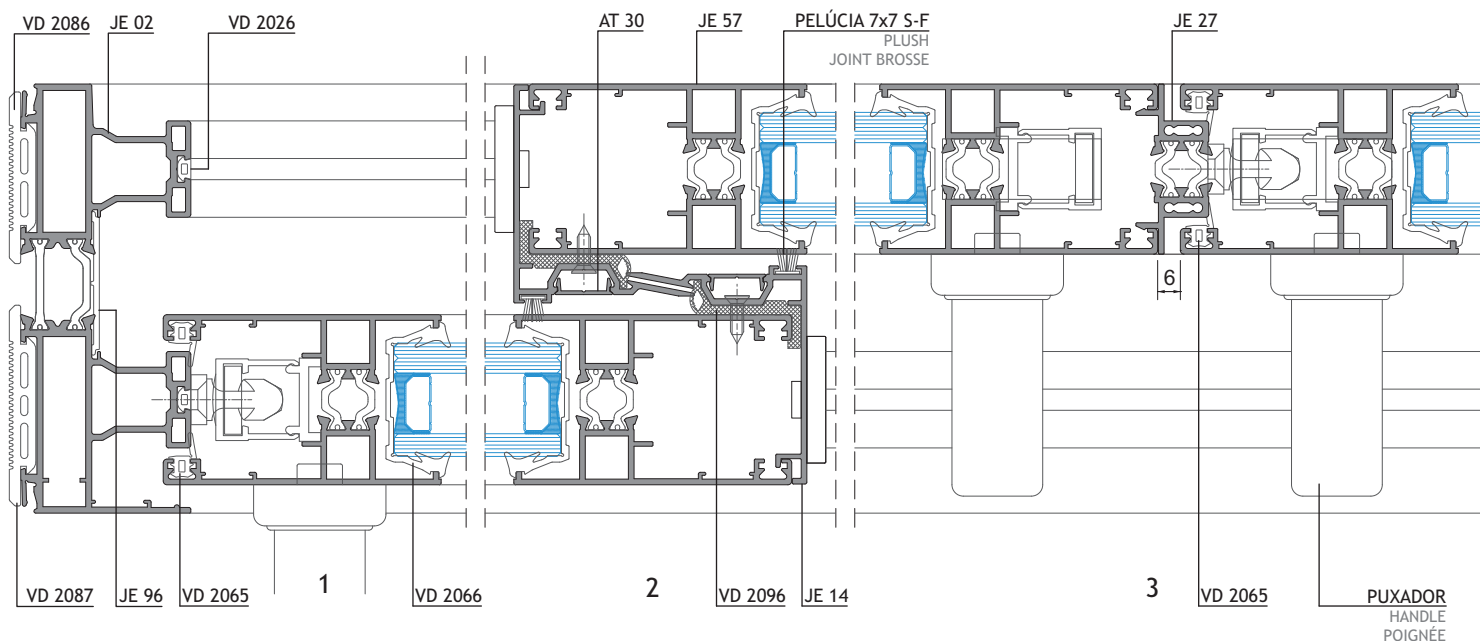 VD 2086
JE 02
VD 2026
AT 30
JE 57
PELÚCIA 7x7 S-F
PLUSH
JOINT BROSSE
JE 27
6
1
2
3
VD 2087
JE 96
VD 2065
VD 2066
VD 2096
JE 14
VD 2065
PUXADOR
HANDLE
POIGNÉE